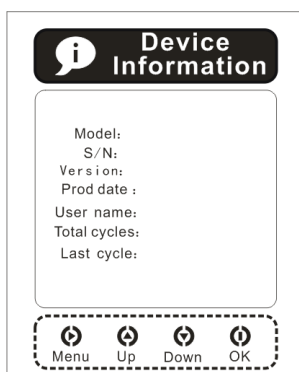 Device
Information
Model:
S/N:
Version:
Prod date :
User name:
Total cycles:
Last cycle:
Menu Up Down OK